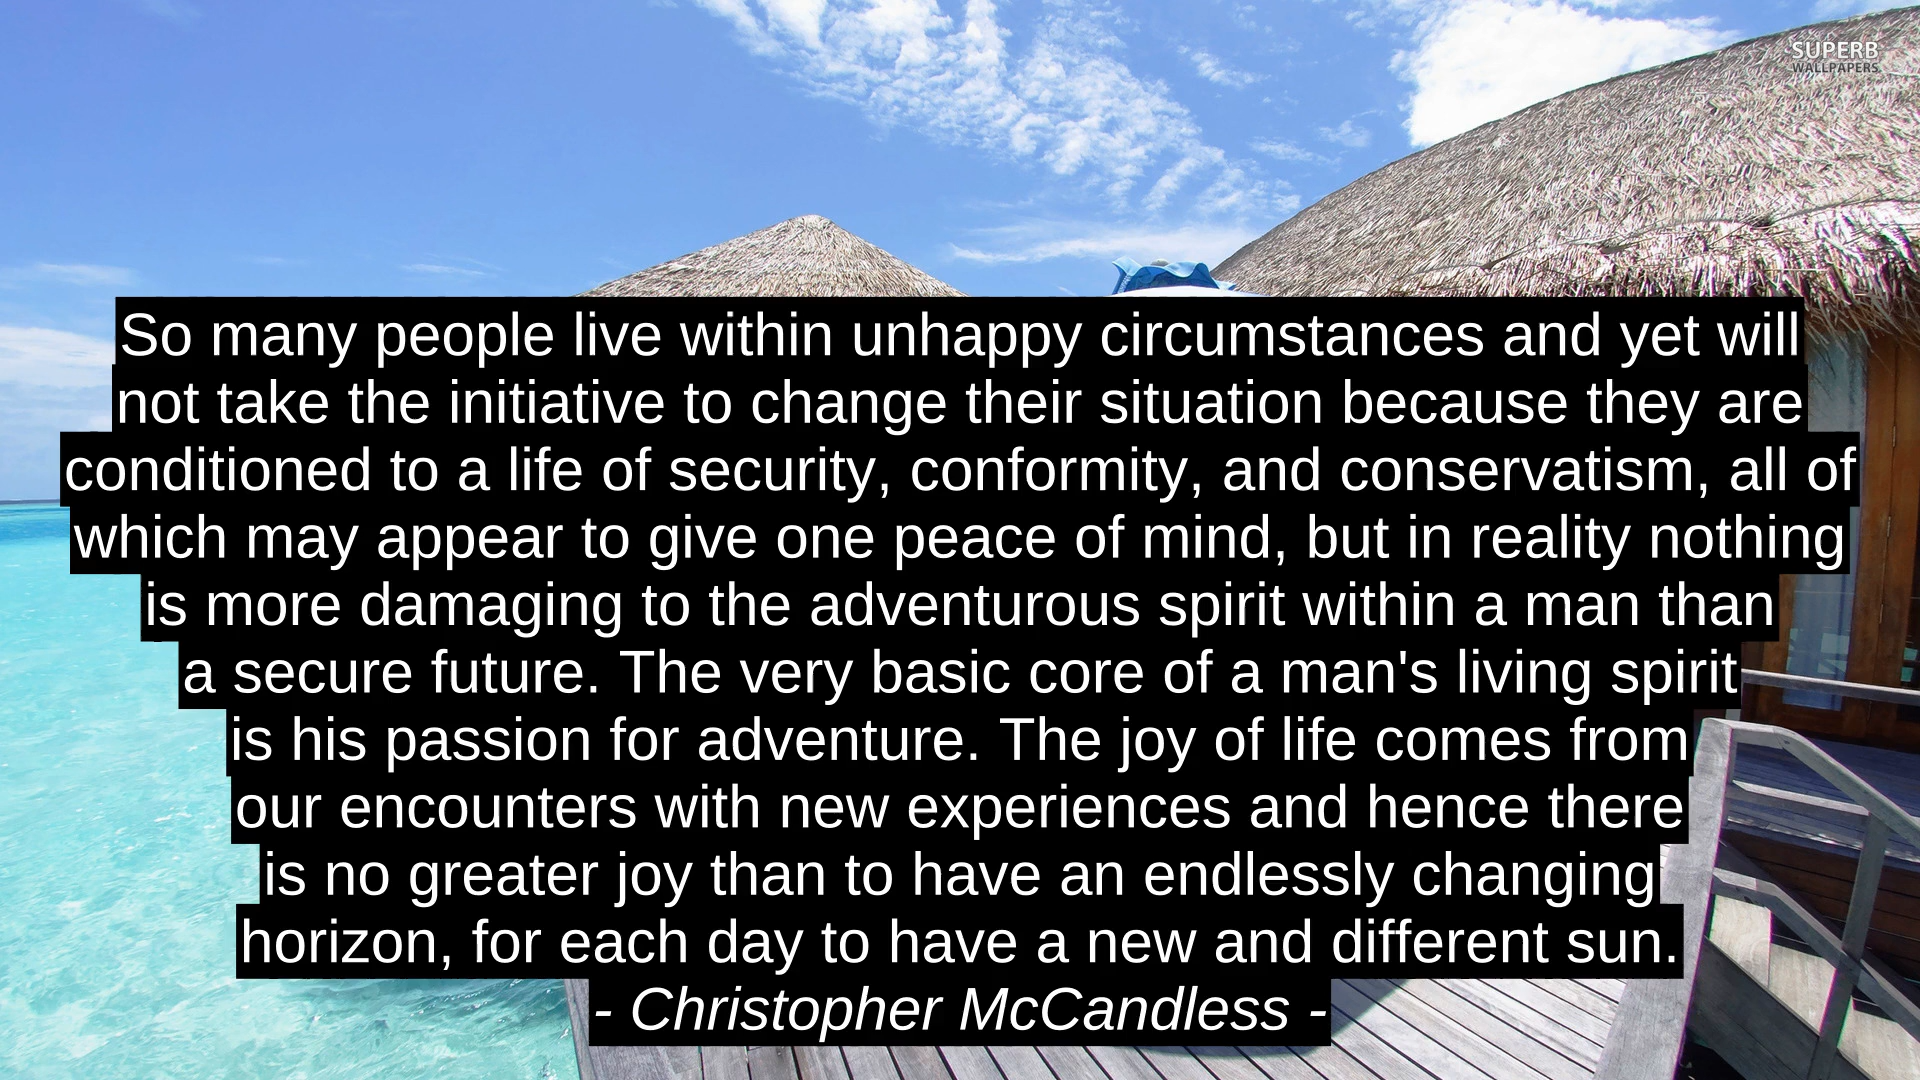 SUPERB
WALLPAPERS
So many people live within unhappy circumstances and yet will
not take the initiative to change their situation because they are
conditioned to a life of security, conformity, and conservatism, all of
which may appear to give one peace of mind, but in reality nothing
is more damaging to the adventurous spirit within a man than
a secure future. The very basic core of a man's living spirit
is his passion for adventure. The joy of life comes from
our encounters with new experiences and hence there
is no greater joy than to have an endlessly changing
horizon, for each day to have a new and different sun.
- Christopher McCandless -